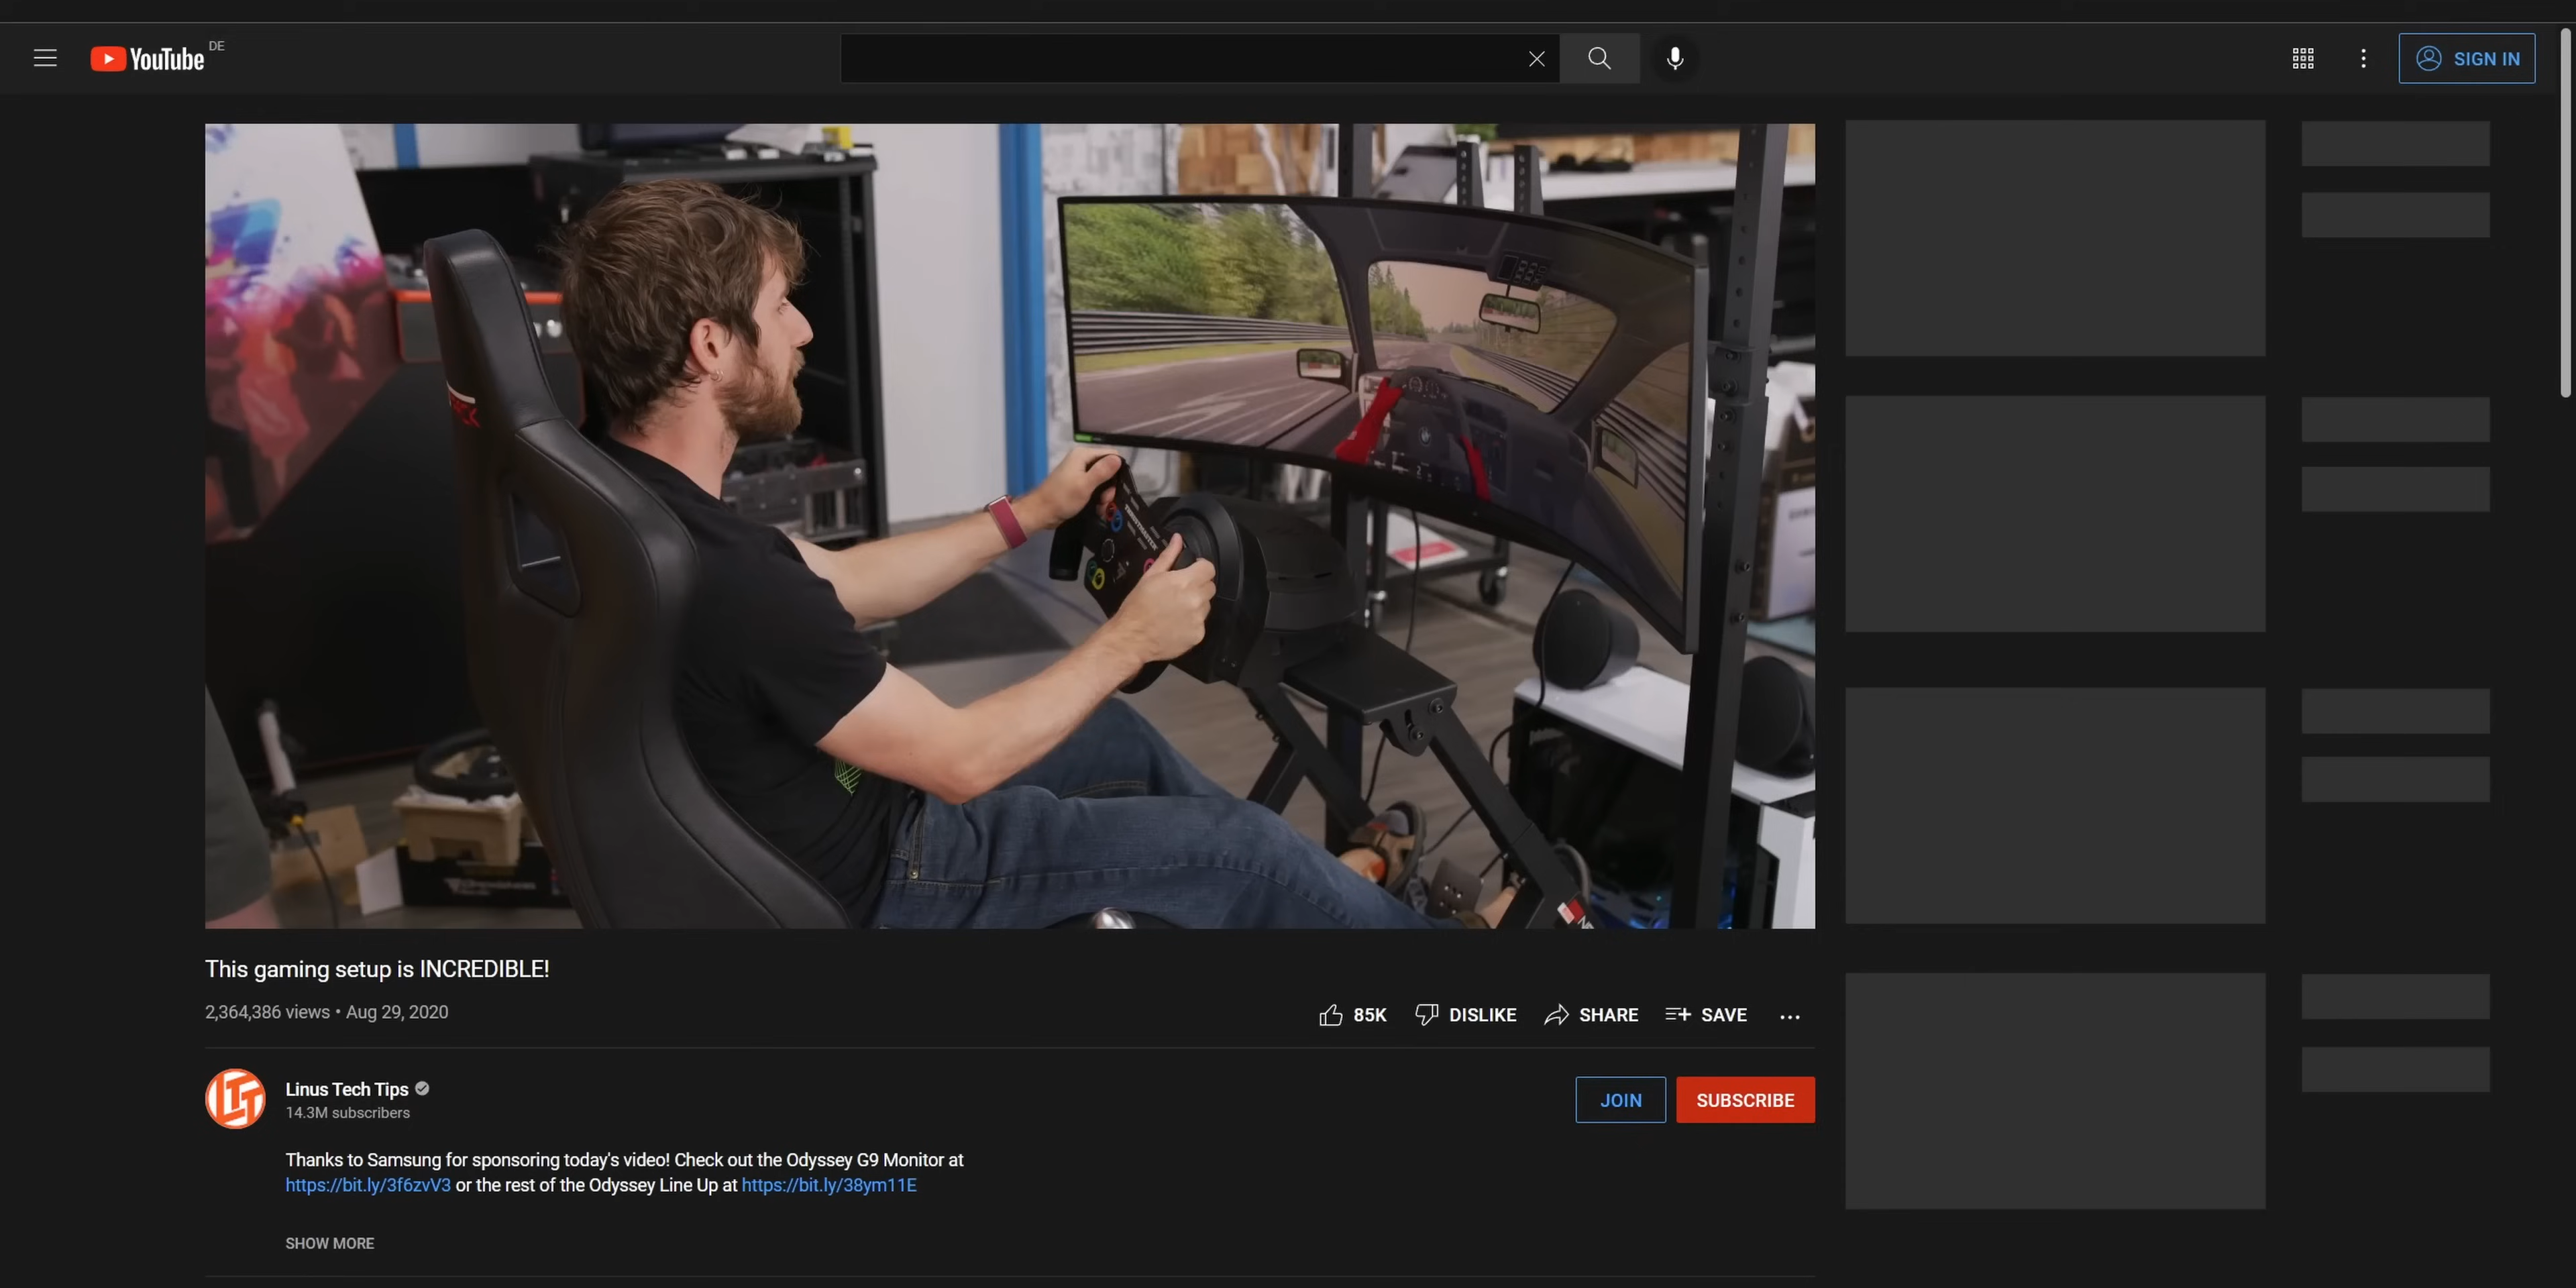 YouTube DE
SIGN IN
THRUSTMASTER
This gaming setup is INCREDIBLE!
2,364,386 views • Aug 29, 2020
85K DISLIKE SHARE SAVE
Linus Tech Tips
14.3M subscribers
JOIN SUBSCRIBE
Thanks to Samsung for sponsoring today's video! Check out the Odyssey G9 Monitor at
https://bit.ly/3f6zvV3 or the rest of the Odyssey Line Up at https://bit.ly/38ym11E
SHOW MORE